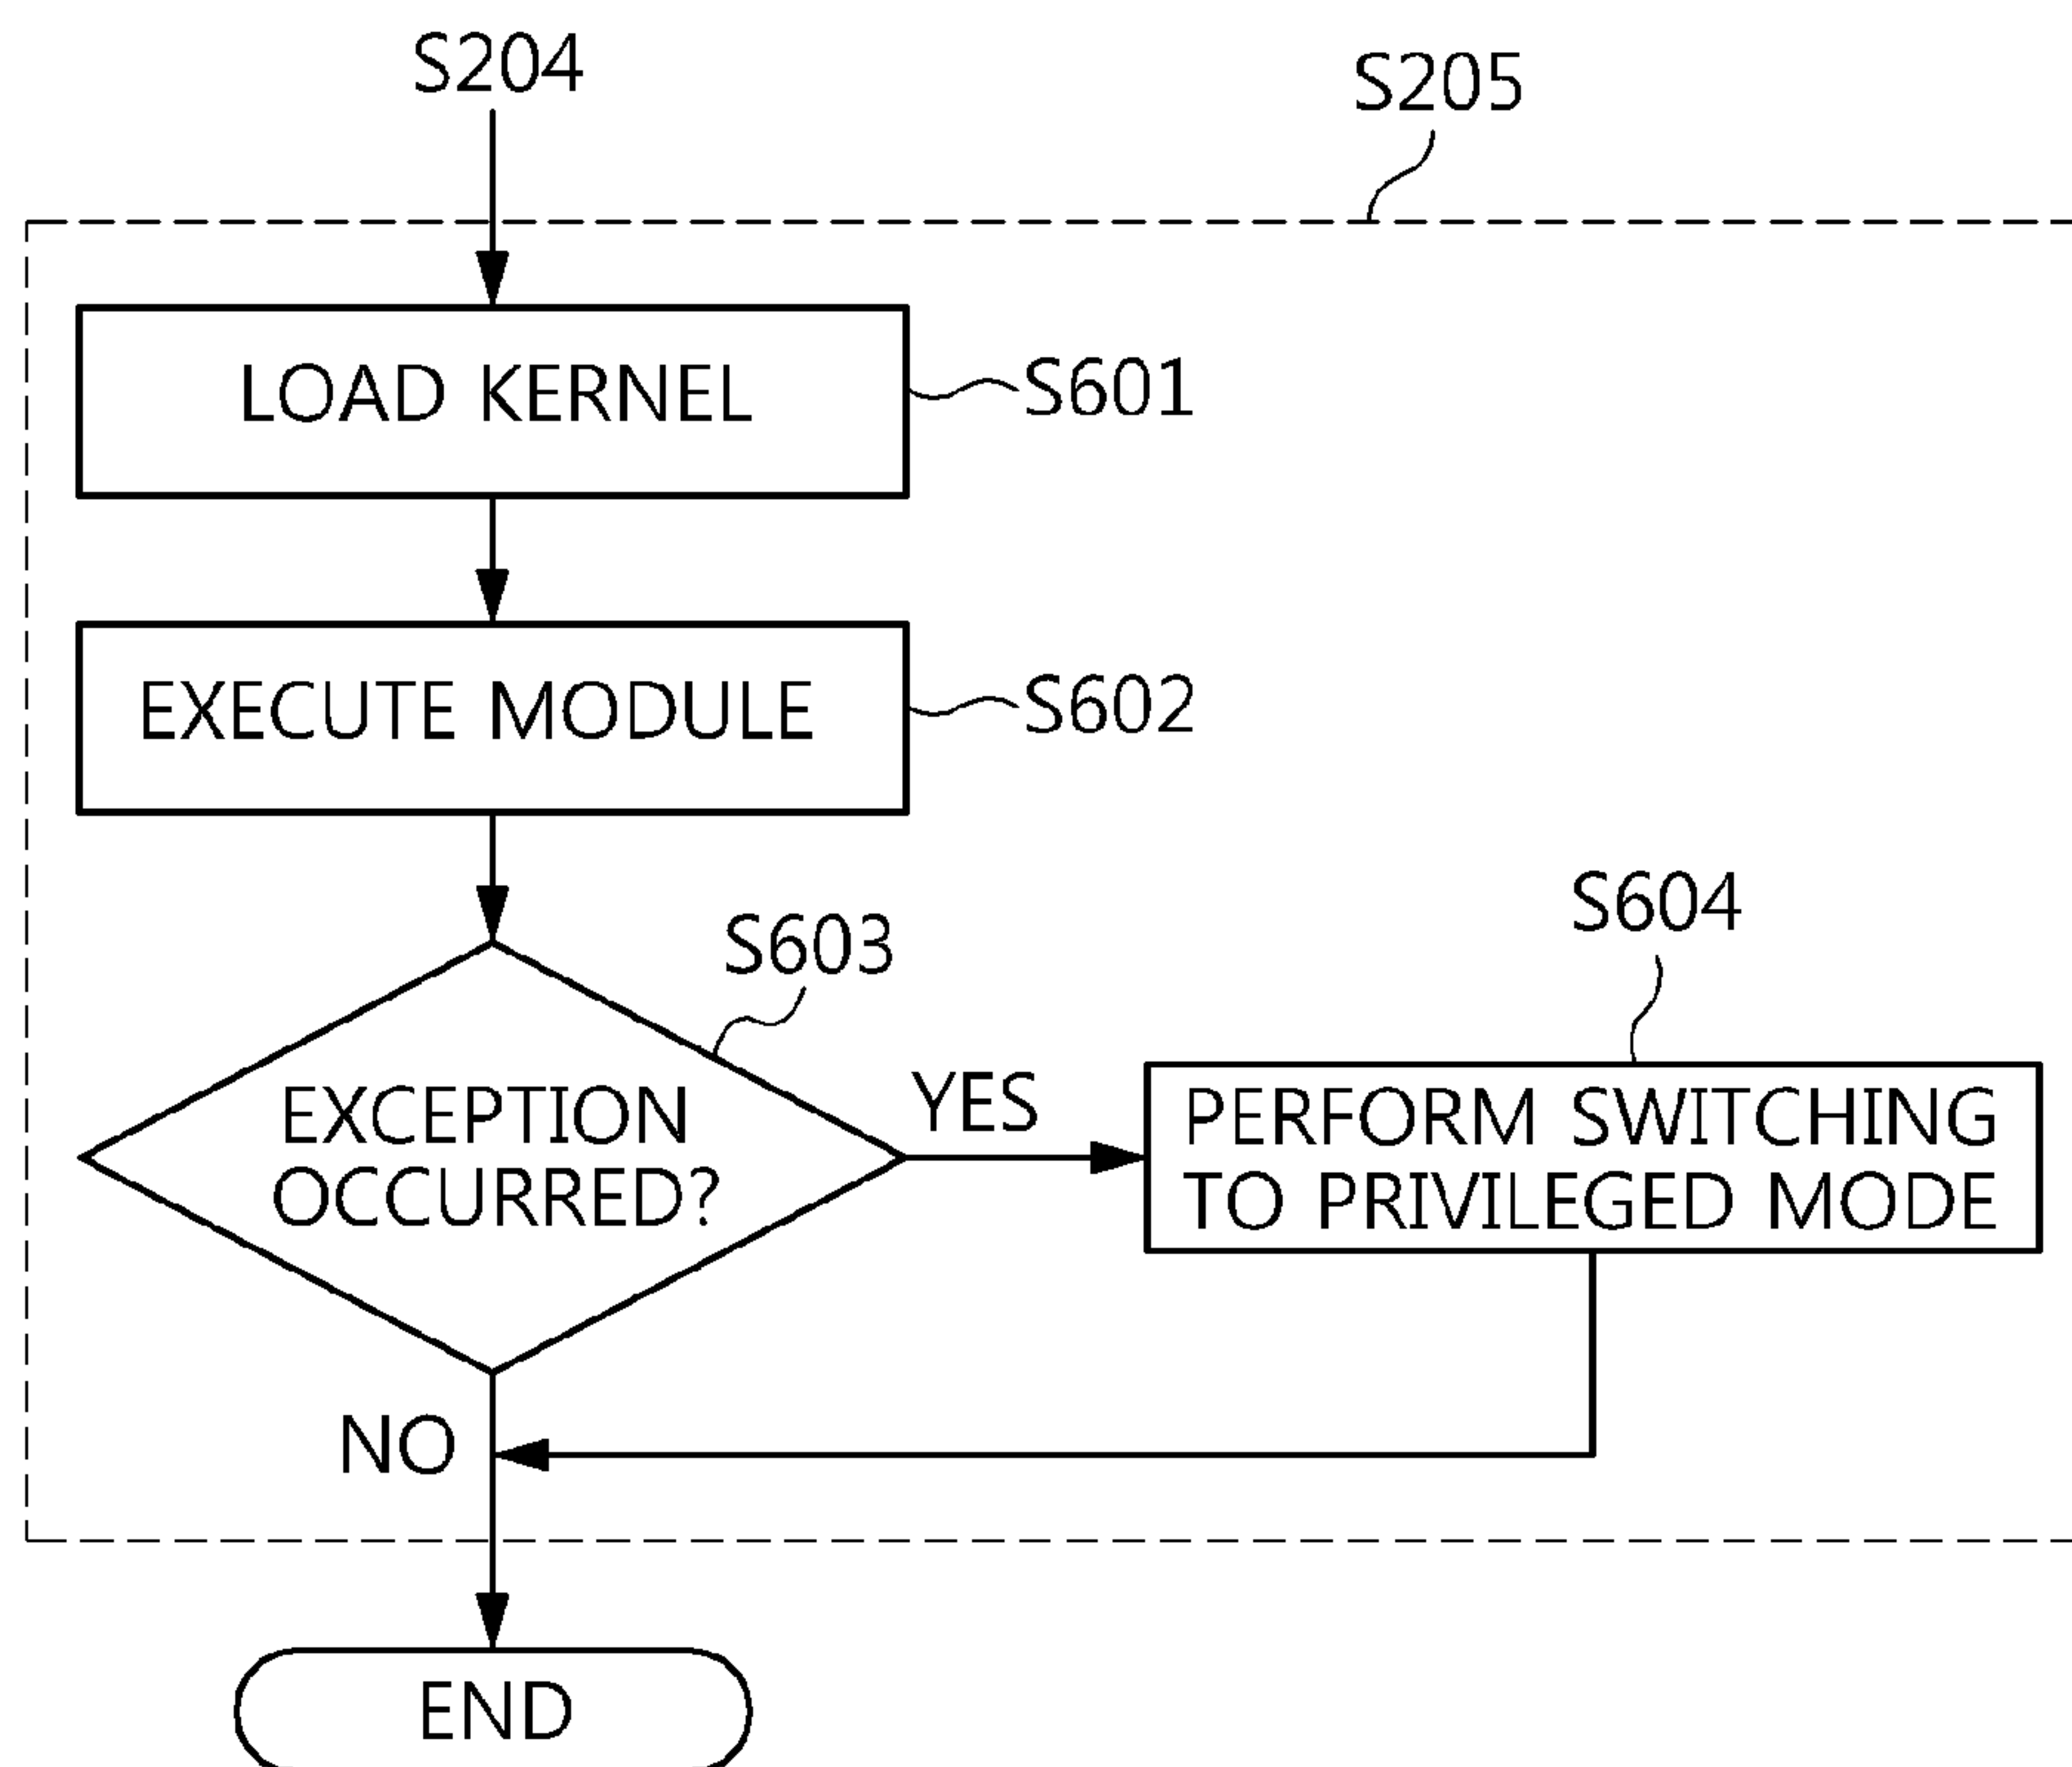 S204
S205
LOAD KERNEL
S601
EXECUTE MODULE
S602
S603
S604
EXCEPTION
OCCURRED?
YES
PERFORM SWITCHING
TO PRIVILEGED MODE
NO
END